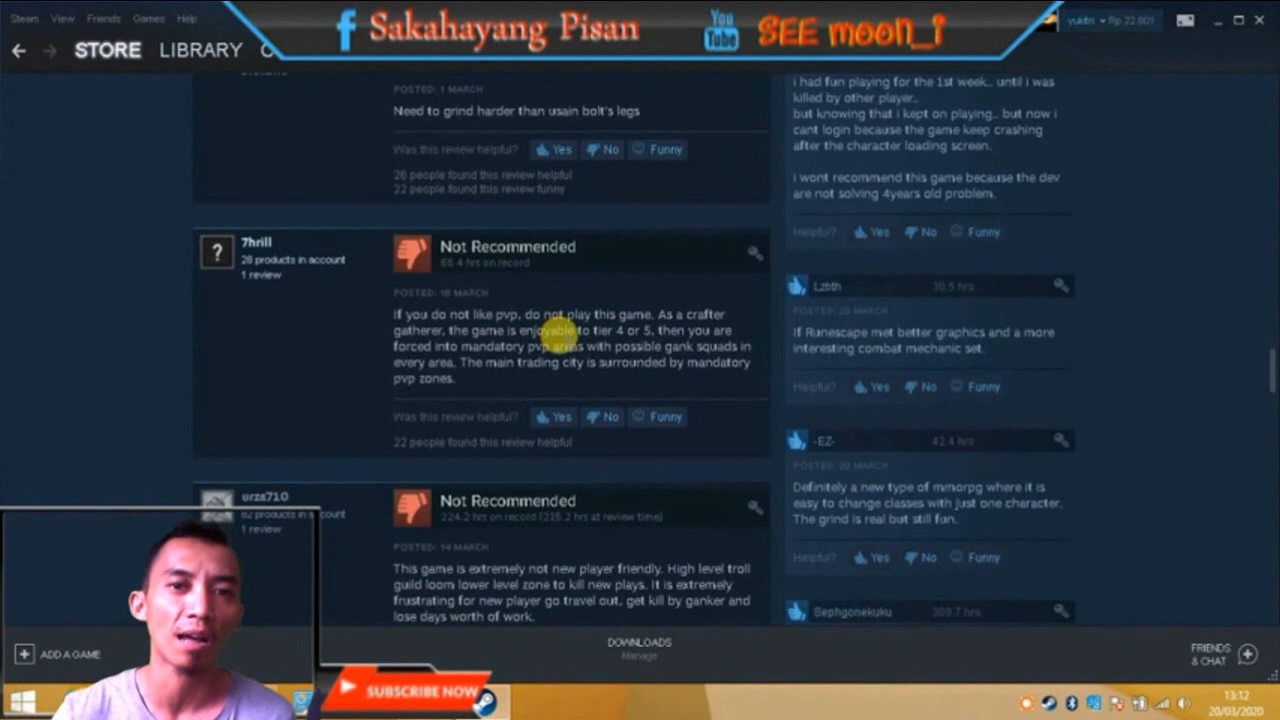 Steam View Friends Games Help
Sakahayang Pisan
You Tube
SEE moon_i
yuktri Rp 22.801
STORE LIBRARY C
POSTED: 1 MARCH
Need to grind harder than usain bolt's legs
Was this review helpful? Yes No Funny
26 people found this review helpful
22 people found this review funny
7hrill
28 products in account
1 review
Not Recommended
65.4 hrs on record
POSTED: 16 MARCH
If you do not like pvp, do not play this game. As a crafter
gatherer, the game is enjoyable to tier 4 or 5, then you are
forced into mandatory pvp areas with possible gank squads in
every area. The main trading city is surrounded by mandatory
pvp zones.
Was this review helpful? Yes No Funny
22 people found this review helpful
urza710
62 products in account
1 review
Not Recommended
224.2 hrs on record (215.2 hrs at review time)
POSTED: 14 MARCH
This game is extremely not new player friendly. High level troll
guild loom lower level zone to kill new plays. It is extremely
frustrating for new player go travel out, get kill by ganker and
lose days worth of work.
i had fun playing for the 1st week.. until i was
killed by other player..
but knowing that i kept on playing.. but now i
cant login because the game keep crashing
after the character loading screen.
i wont recommend this game because the dev
are not solving 4years old problem.
Helpful? Yes No Funny
Lzbth 30.5 hrs
POSTED: 20 MARCH
If Runescape met better graphics and a more
interesting combat mechanic set.
Helpful? Yes No Funny
-EZ- 42.4 hrs
POSTED: 20 MARCH
Definitely a new type of mmorpg where it is
easy to change classes with just one character.
The grind is real but still fun.
Helpful? Yes No Funny
Sephgonekuku 309.7 hrs
ADD A GAME
DOWNLOADS
Manage
FRIENDS
& CHAT
SUBSCRIBE NOW
13:12
20/03/2020